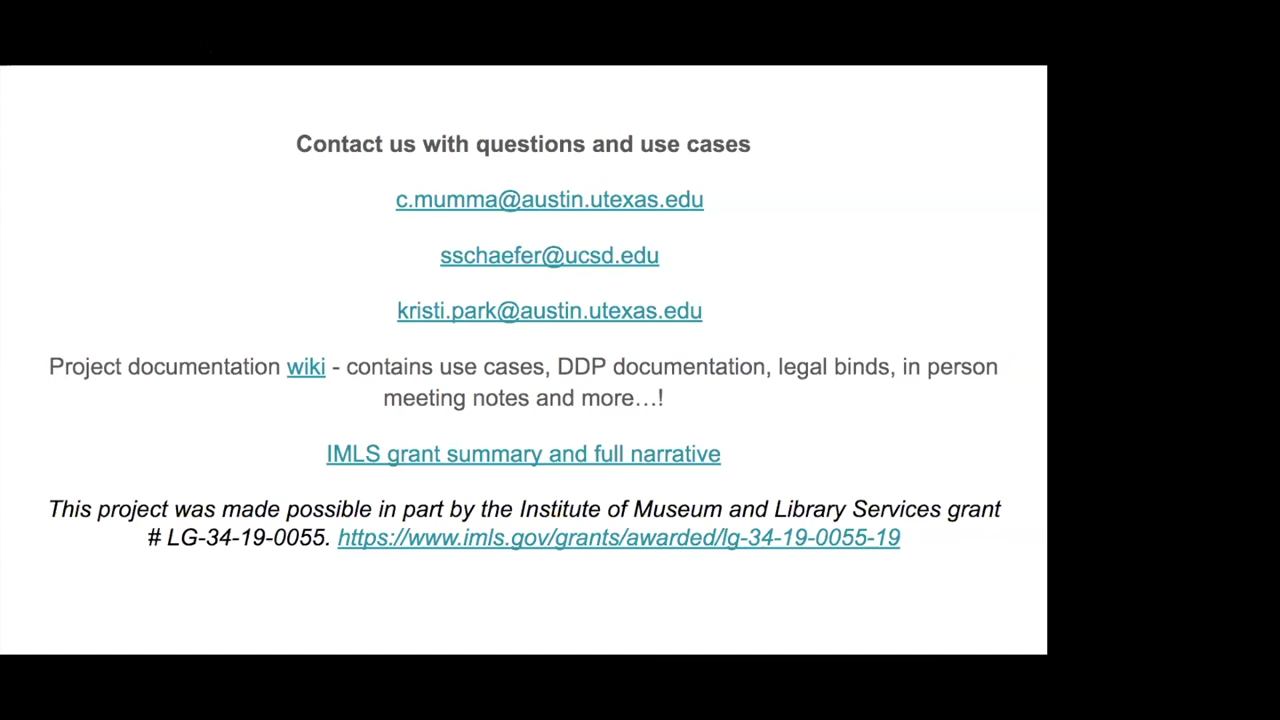 Contact us with questions and use cases
c.mumma@austin.utexas.edu
sschaefer@ucsd.edu
kristi.park@austin.utexas.edu
Project documentation wiki - contains use cases, DDP documentation, legal binds, in person
meeting notes and more…!
IMLS grant summary and full narrative
This project was made possible in part by the Institute of Museum and Library Services grant
# LG-34-19-0055. https://www.imls.gov/grants/awarded/lg-34-19-0055-19